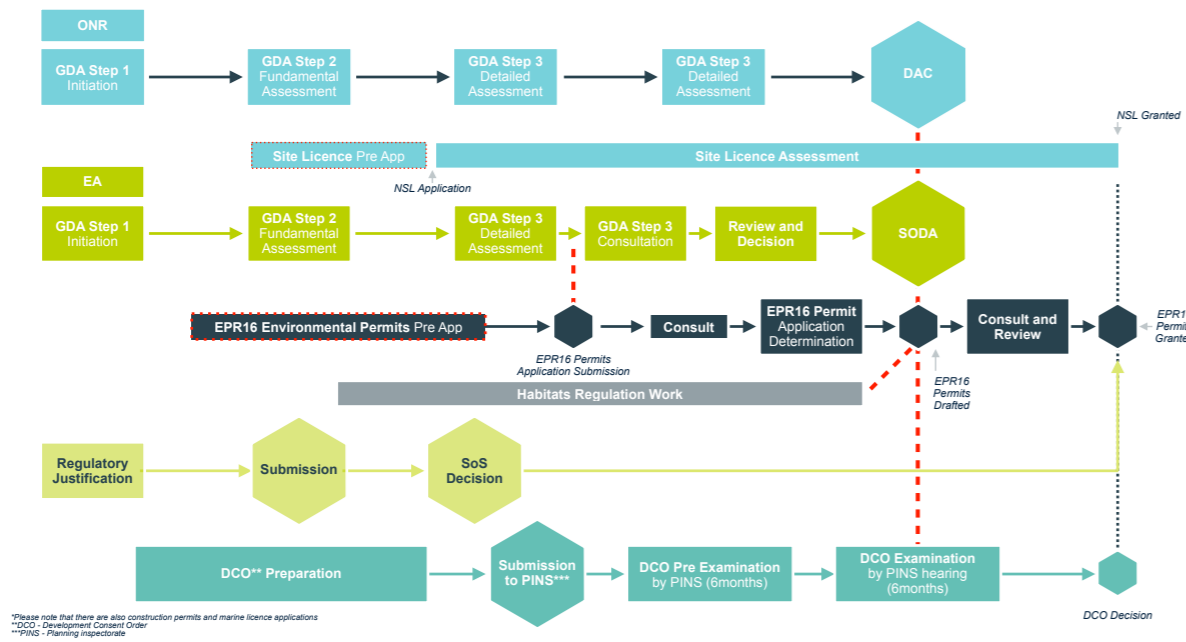 ONR
GDA Step 1
Initiation
GDA Step 2
Fundamental
Assessment
GDA Step 3
Detailed
Assessment
GDA Step 3
Detailed
Assessment
DAC
NSL Granted
Site Licence Pre App
Site Licence Assessment
NSL Application
EA
GDA Step 1
Initiation
GDA Step 2
Fundamental
Assessment
GDA Step 3
Detailed
Assessment
GDA Step 3
Consultation
Review and
Decision
SODA
EPR16 Environmental Permits Pre App
EPR16 Permits
Application Submission
Consult
EPR16 Permit
Application
Determination
EPR16
Permits
Drafted
Consult and
Review
EPR1
Permit
Grante
Habitats Regulation Work
Regulatory
Justification
Submission
SoS
Decision
DCO** Preparation
Submission
to PINS***
DCO Pre Examination
by PINS (6months)
DCO Examination
by PINS hearing
(6months)
DCO Decision
*Please note that there are also construction permits and marine licence applications
**DCO - Development Consent Order
***PINS - Planning inspectorate